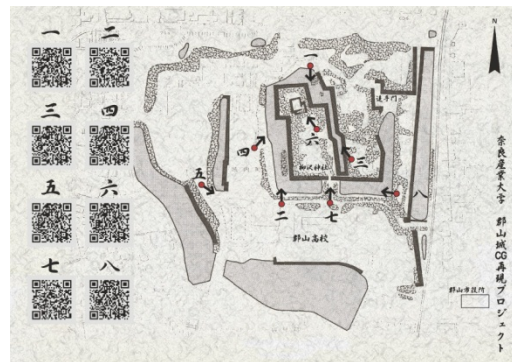 一 二
三 四
五 六
七 八
N
一
追手門
六
三
四
柳沢神社
五
二
七
八
郡山高校
郡山市役所
奈良産業大学 郡山城CG再現プロジェクト